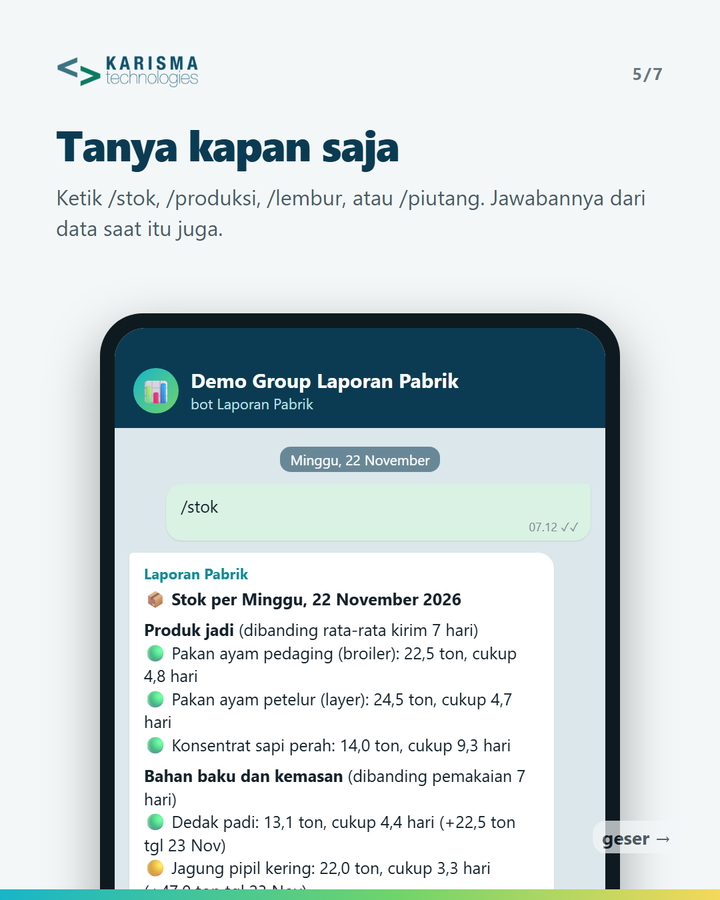 KARISMA
technologies
5/7
Tanya kapan saja
Ketik /stok, /produksi, /lembur, atau /piutang. Jawabannya dari
data saat itu juga.
Demo Group Laporan Pabrik
bot Laporan Pabrik
Minggu, 22 November
/stok
07.12 ✓✓
Laporan Pabrik
📦 Stok per Minggu, 22 November 2026
Produk jadi (dibanding rata-rata kirim 7 hari)
🟢 Pakan ayam pedaging (broiler): 22,5 ton, cukup
4,8 hari
🟢 Pakan ayam petelur (layer): 24,5 ton, cukup 4,7
hari
🟢 Konsentrat sapi perah: 14,0 ton, cukup 9,3 hari
Bahan baku dan kemasan (dibanding pemakaian 7
hari)
🟢 Dedak padi: 13,1 ton, cukup 4,4 hari (+22,5 ton
tgl 23 Nov)
🟡 Jagung pipil kering: 22,0 ton, cukup 3,3 hari
geser →